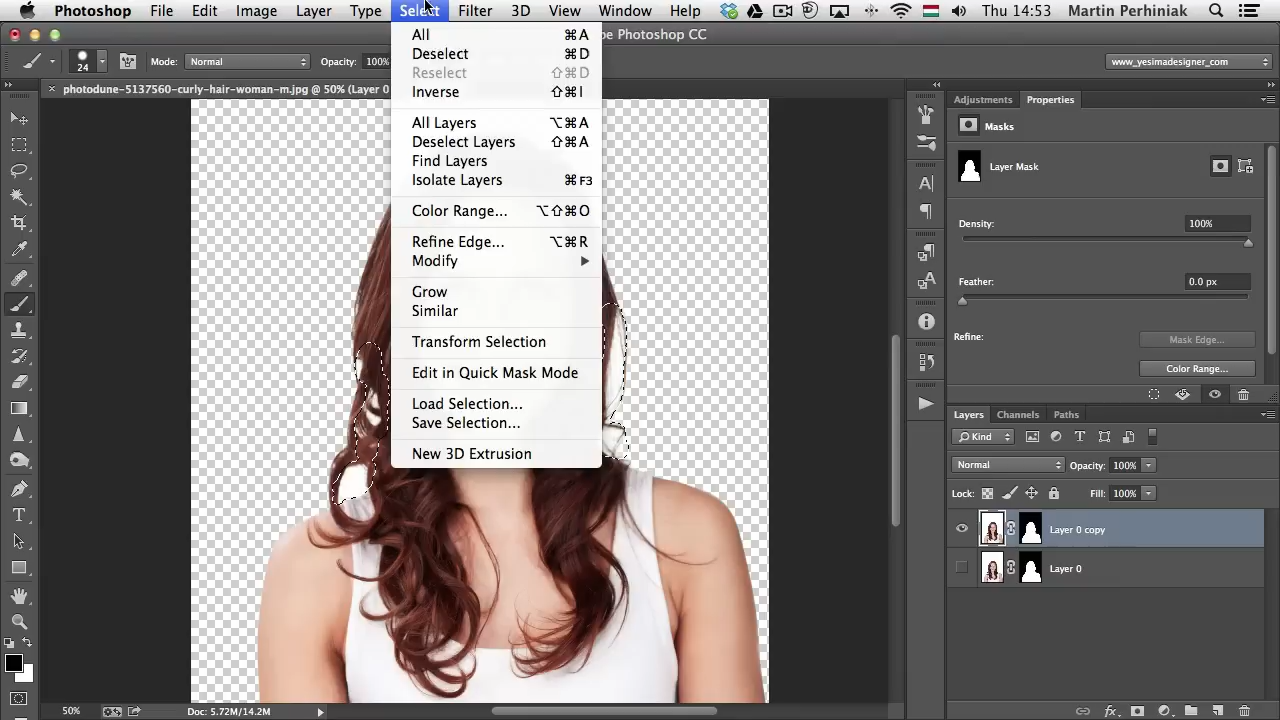 Photoshop File Edit Image Layer Type Select Filter 3D View Window Help Thu 14:53 Martin Perhiniak
pe Photoshop CC
24 Mode: Normal Opacity: 100% www_yesimadesigner_com
× photodune-5137560-curly-hair-woman-m.jpg @ 50% (Layer 0
All ⌘A
Deselect ⌘D
Reselect ⇧⌘D
Inverse ⇧⌘I
All Layers ⌥⌘A
Deselect Layers ⇧⌘A
Find Layers
Isolate Layers ⌘F3
Color Range... ⌥⇧⌘O
Refine Edge... ⌥⌘R
Modify ▶
Grow
Similar
Transform Selection
Edit in Quick Mask Mode
Load Selection...
Save Selection...
New 3D Extrusion
Adjustments Properties
Masks
Layer Mask
Density: 100%
Feather: 0.0 px
Refine: Mask Edge...
Color Range...
Layers Channels Paths
Kind
Normal Opacity: 100%
Lock: Fill: 100%
Layer 0 copy
Layer 0
50% Doc: 5.72M/14.2M